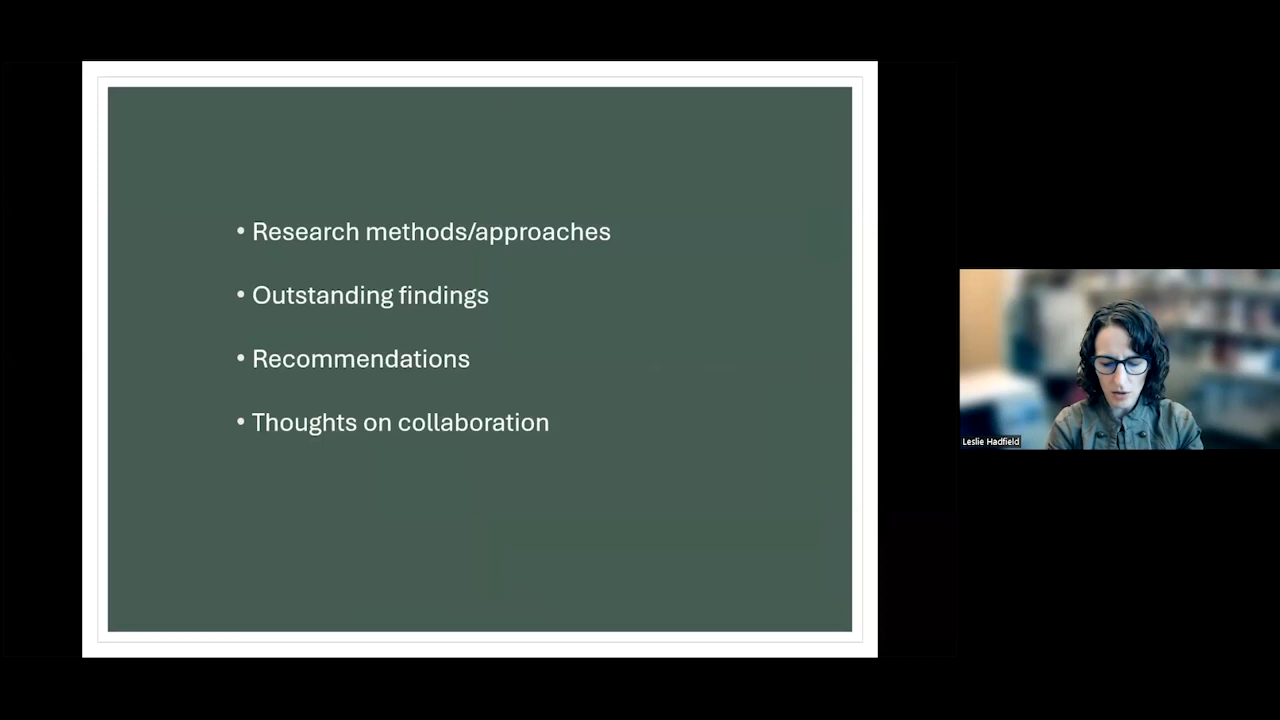 • Research methods/approaches
• Outstanding findings
• Recommendations
• Thoughts on collaboration
Leslie Hadfield